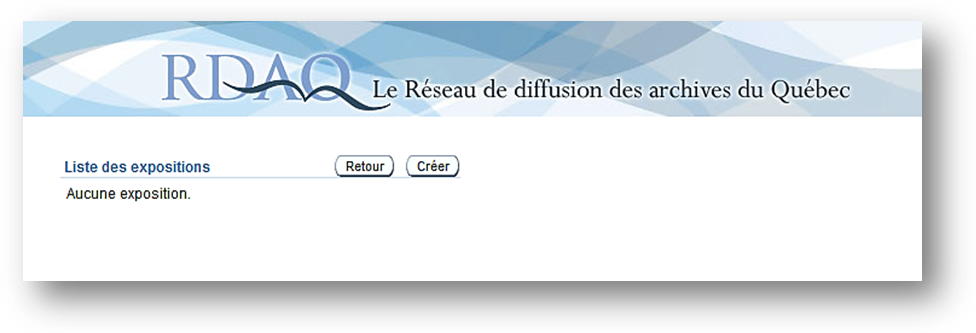 RDAQ Le Réseau de diffusion des archives du Québec
Liste des expositions Retour Créer
Aucune exposition.